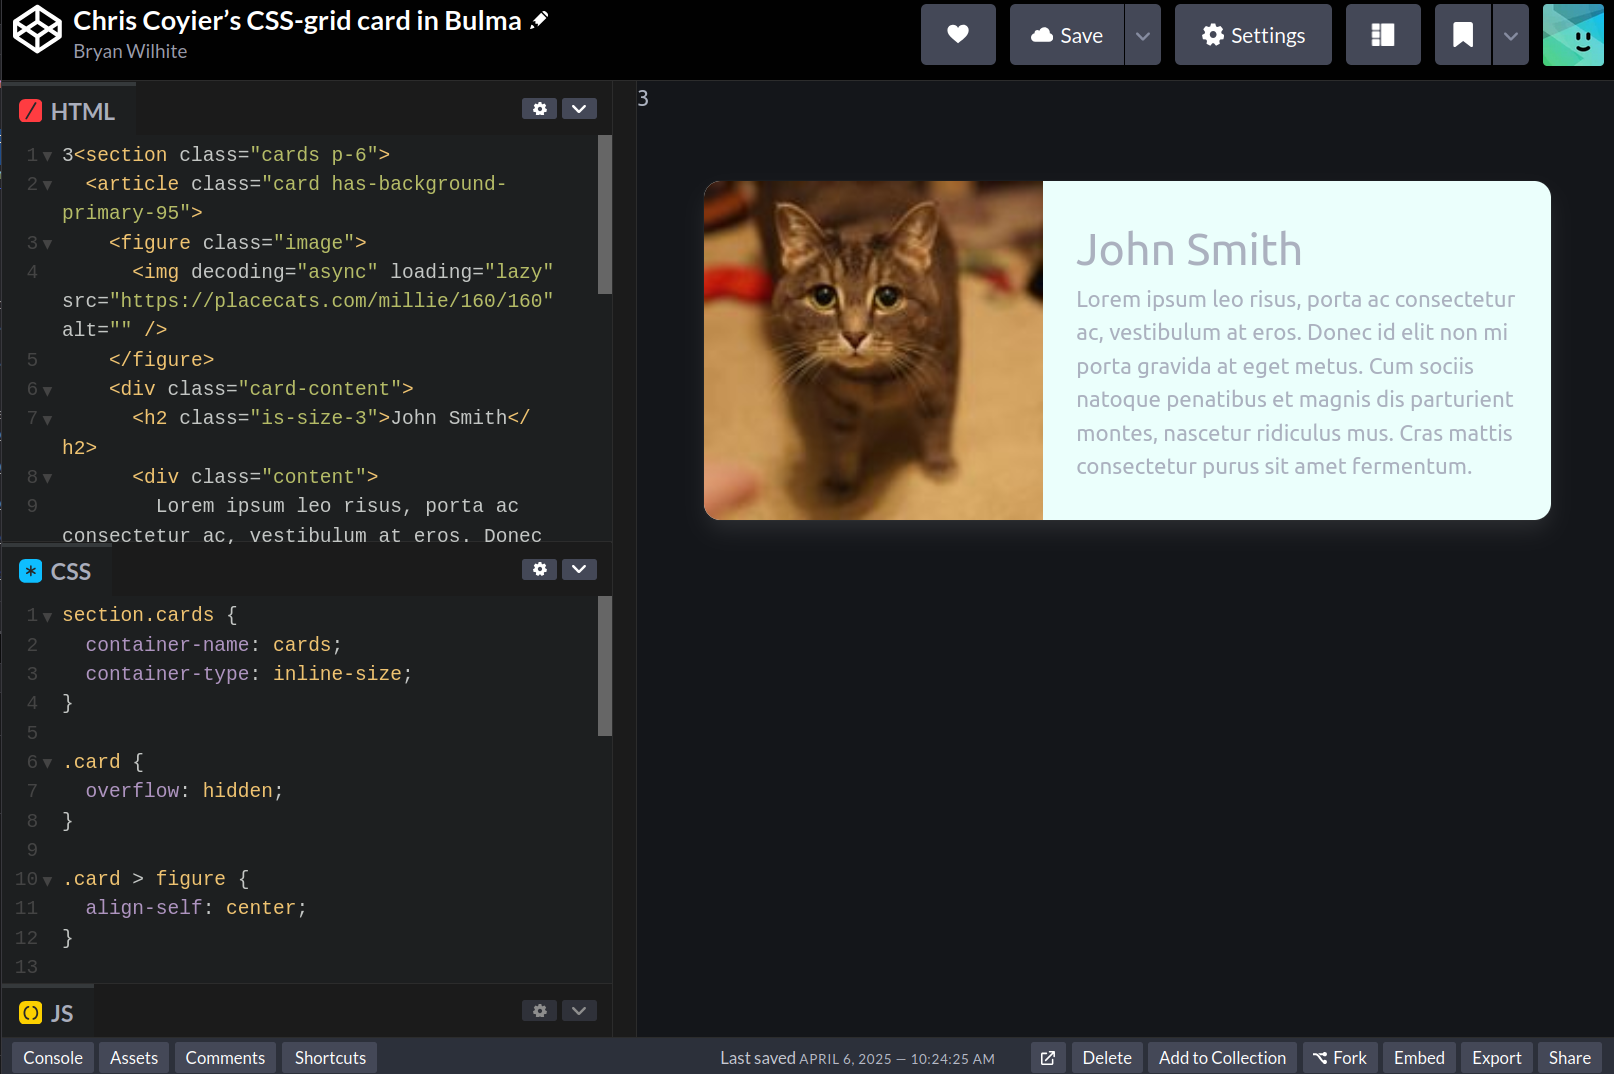 Chris Coyier’s CSS-grid card in Bulma
Bryan Wilhite
Save
Settings
HTML
1 3<section class="cards p-6">
2 <article class="card has-background-
primary-95">
3 <figure class="image">
4 <img decoding="async" loading="lazy"
src="https://placecats.com/millie/160/160"
alt="" />
5 </figure>
6 <div class="card-content">
7 <h2 class="is-size-3">John Smith</
h2>
8 <div class="content">
9 Lorem ipsum leo risus, porta ac
consectetur ac, vestibulum at eros. Donec
CSS
1 section.cards {
2 container-name: cards;
3 container-type: inline-size;
4 }
5
6 .card {
7 overflow: hidden;
8 }
9
10 .card > figure {
11 align-self: center;
12 }
13
JS
3
John Smith
Lorem ipsum leo risus, porta ac consectetur
ac, vestibulum at eros. Donec id elit non mi
porta gravida at eget metus. Cum sociis
natoque penatibus et magnis dis parturient
montes, nascetur ridiculus mus. Cras mattis
consectetur purus sit amet fermentum.
Console Assets Comments Shortcuts Last saved APRIL 6, 2025 — 10:24:25 AM Delete Add to Collection Fork Embed Export Share